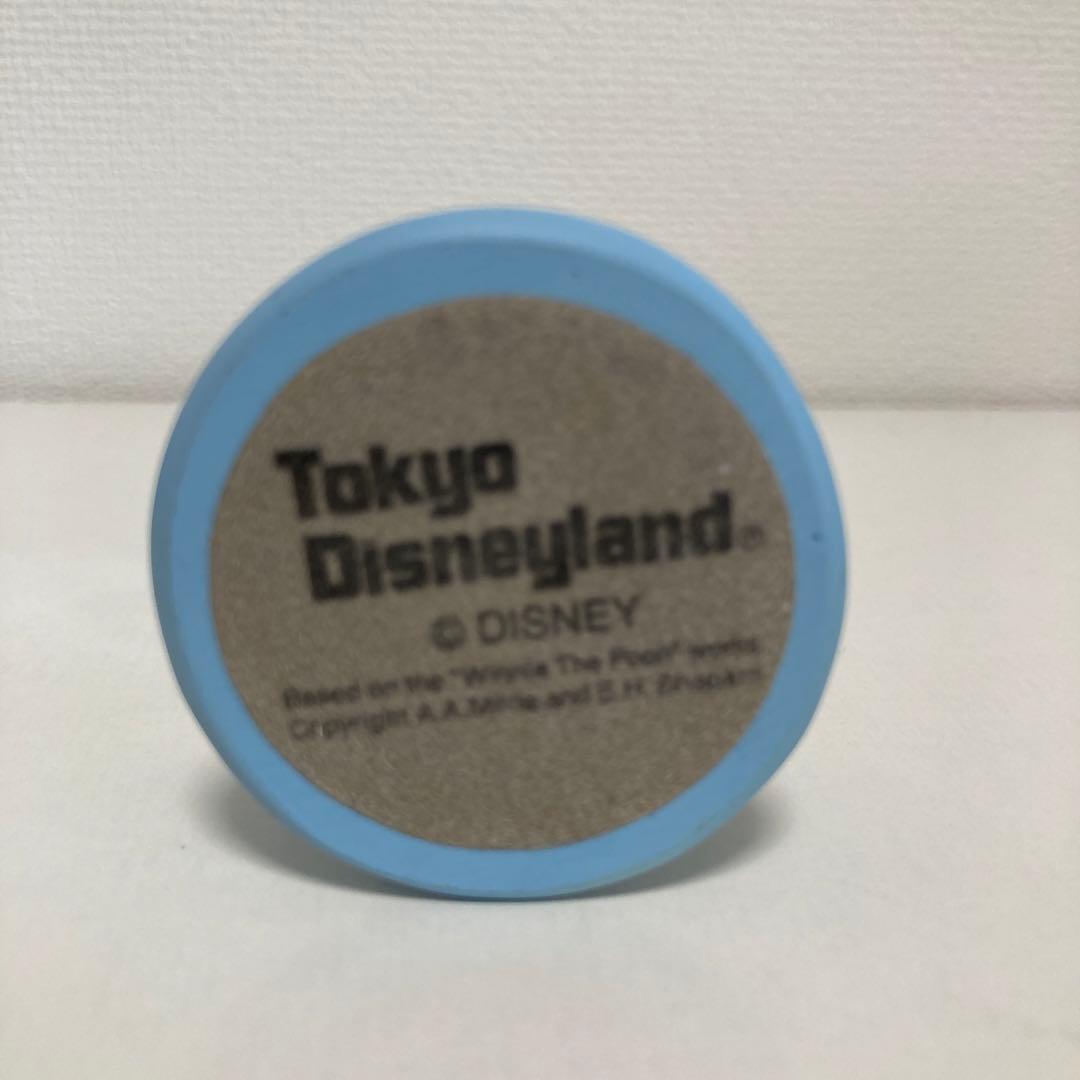 Tokyo
Disneyland®
© DISNEY
Based on the "Winnie The Pooh" works
Copyright A.A.Milne and E.H. Shepard